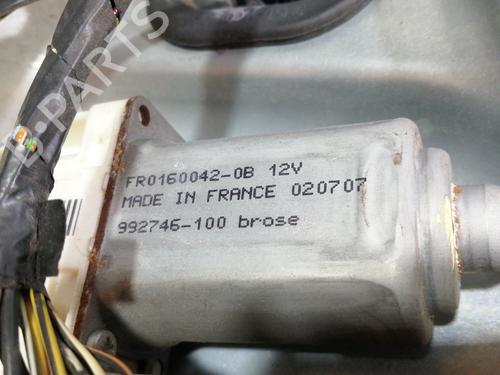 FR0160042-0B 12V
MADE IN FRANCE 020707
992746-100 brose
B-PARTS